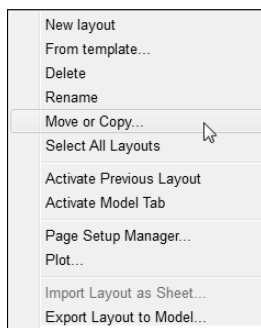 New layout
From template...
Delete
Rename
Move or Copy...
Select All Layouts
Activate Previous Layout
Activate Model Tab
Page Setup Manager...
Plot...
Import Layout as Sheet...
Export Layout to Model...